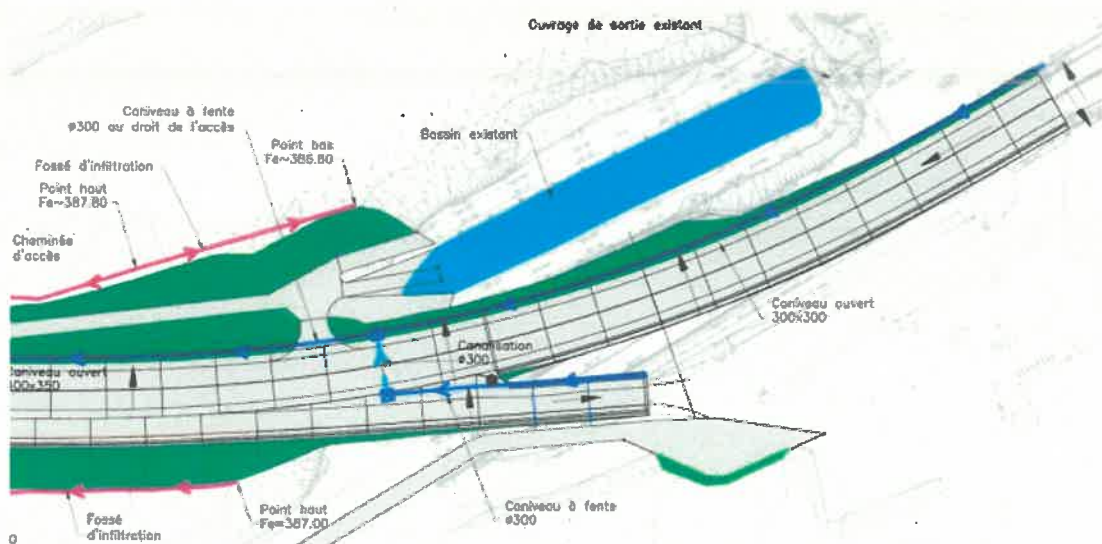 Ouvrage de sortie existant
Caniveau à fente
ø300 au droit de l'accès
Fossé d'infiltration
Point haut
Fe~387.80
Cheminée
d'accès
Point bas
Fe~386.80
Bassin existant
Caniveau ouvert
300x300
Canalisation
ø300
Caniveau ouvert
Caniveau à fente
ø300
Point haut
Fe=387.00
Fossé
d'infiltration